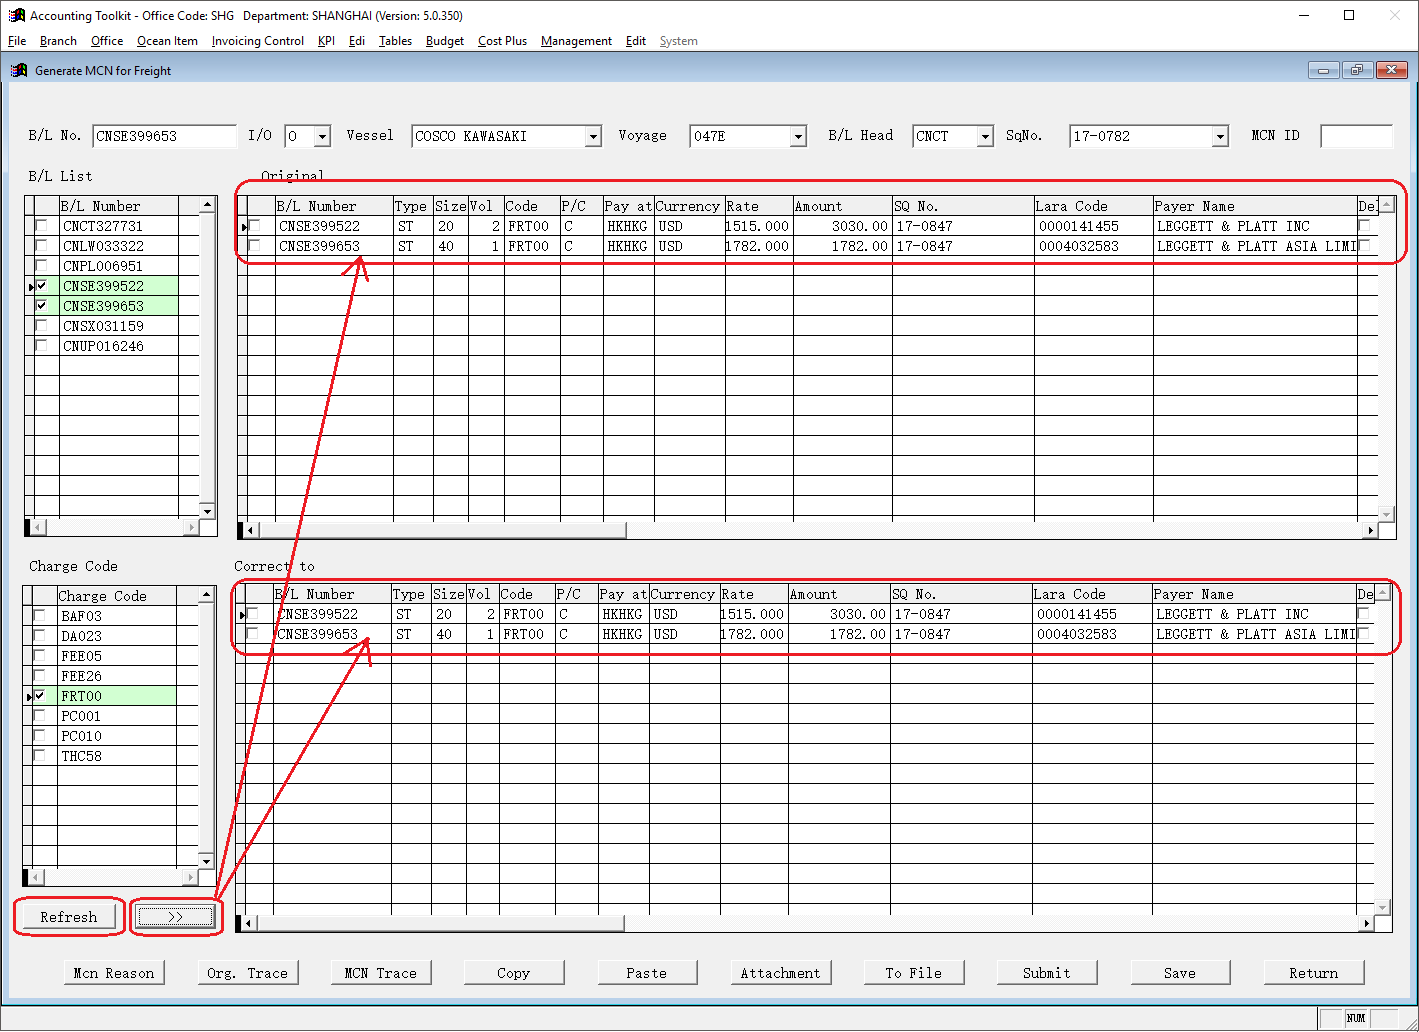 Accounting Toolkit - Office Code: SHG Department: SHANGHAI (Version: 5.0.350)
File Branch Office Ocean Item Invoicing Control KPI Edi Tables Budget Cost Plus Management Edit System
Generate MCN for Freight
B/L No. CNSE399653 I/O O Vessel COSCO KAWASAKI Voyage 047E B/L Head CNCT SqNo. 17-0782 MCN ID
B/L List
B/L Number
CNCT327731
CNLW033322
CNPL006951
CNSE399522
CNSE399653
CNSX031159
CNUP016246
Original
B/L Number Type Size Vol Code P/C Pay at Currency Rate Amount SQ No. Lara Code Payer Name Del
CNSE399522 ST 20 2 FRT00 C HKHKG USD 1515.000 3030.00 17-0847 0000141455 LEGGETT & PLATT INC
CNSE399653 ST 40 1 FRT00 C HKHKG USD 1782.000 1782.00 17-0847 0004032583 LEGGETT & PLATT ASIA LIMI
Charge Code
Charge Code
BAF03
DA023
FEE05
FEE26
FRT00
PC001
PC010
THC58
Correct to
B/L Number Type Size Vol Code P/C Pay at Currency Rate Amount SQ No. Lara Code Payer Name De
CNSE399522 ST 20 2 FRT00 C HKHKG USD 1515.000 3030.00 17-0847 0000141455 LEGGETT & PLATT INC
CNSE399653 ST 40 1 FRT00 C HKHKG USD 1782.000 1782.00 17-0847 0004032583 LEGGETT & PLATT ASIA LIMI
Refresh >>
Mcn Reason Org. Trace MCN Trace Copy Paste Attachment To File Submit Save Return
NUM